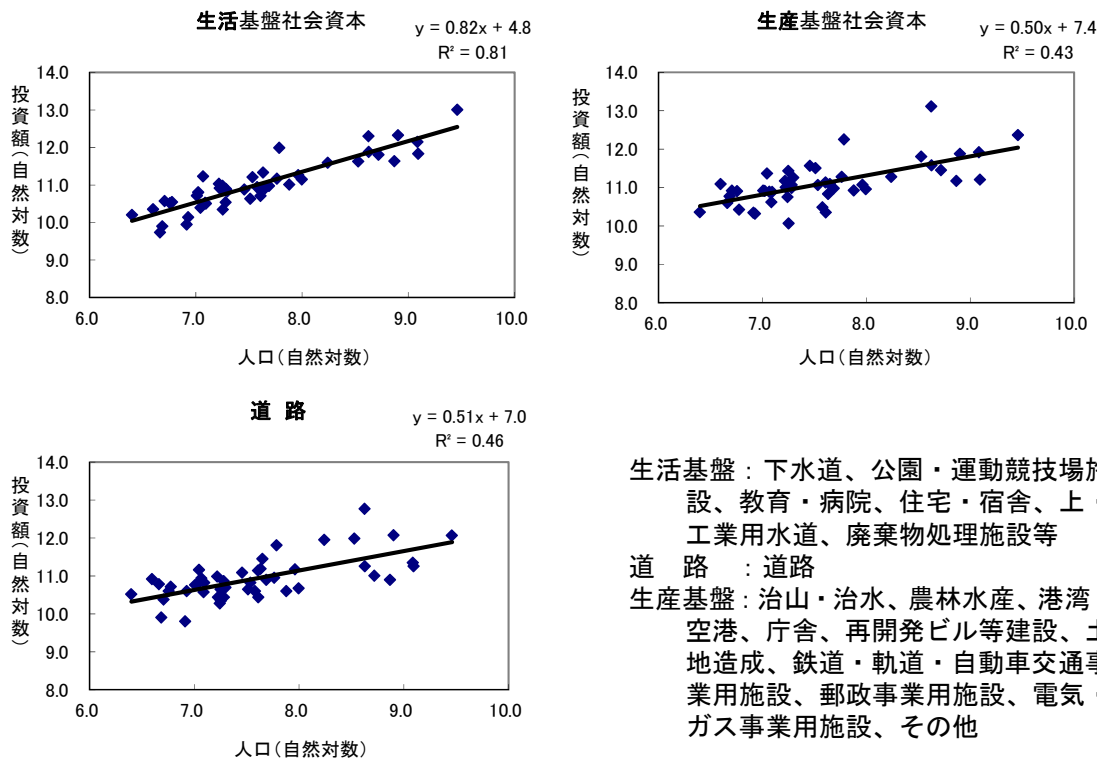 生活基盤社会資本
y = 0.82x + 4.8
R² = 0.81
投資額（自然対数）
14.0
13.0
12.0
11.0
10.0
9.0
8.0
6.0 7.0 8.0 9.0 10.0
人口（自然対数）
生産基盤社会資本
y = 0.50x + 7.4
R² = 0.43
投資額（自然対数）
14.0
13.0
12.0
11.0
10.0
9.0
8.0
6.0 7.0 8.0 9.0 10.0
人口（自然対数）
道 路
y = 0.51x + 7.0
R² = 0.46
投資額（自然対数）
14.0
13.0
12.0
11.0
10.0
9.0
8.0
6.0 7.0 8.0 9.0 10.0
人口（自然対数）
生活基盤：下水道、公園・運動競技場施
設、教育・病院、住宅・宿舎、上・
工業用水道、廃棄物処理施設等
道 路 ：道路
生産基盤：治山・治水、農林水産、港湾・
空港、庁舎、再開発ビル等建設、土
地造成、鉄道・軌道・自動車交通事
業用施設、郵政事業用施設、電気・
ガス事業用施設、その他